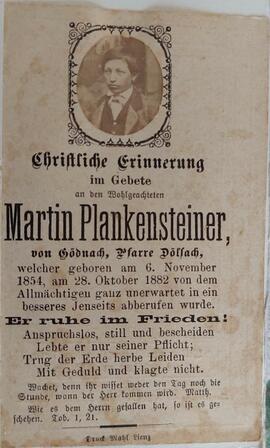 Christliche Erinnerung
im Gebete
an den Wohlgeachteten
Martin Plankensteiner,
von Gödnach, Pfarre Dölsach,
welcher geboren am 6. November
1854, am 28. Oktober 1882 von dem
Allmächtigen ganz unerwartet in ein
besseres Jenseits abberufen wurde.
Er ruhe im Frieden!
Anspruchslos, still und bescheiden
Lebte er nur seiner Pflicht;
Trug der Erde herbe Leiden
Mit Geduld und klagte nicht.
Wachet, denn ihr wisset weder den Tag noch die
Stunde, wann der Herr kommen wird. Matth.
Wie es dem Herrn gefallen hat, so ist es ge-
schehen. Tob. 1, 21.
Druck Mahl Lienz